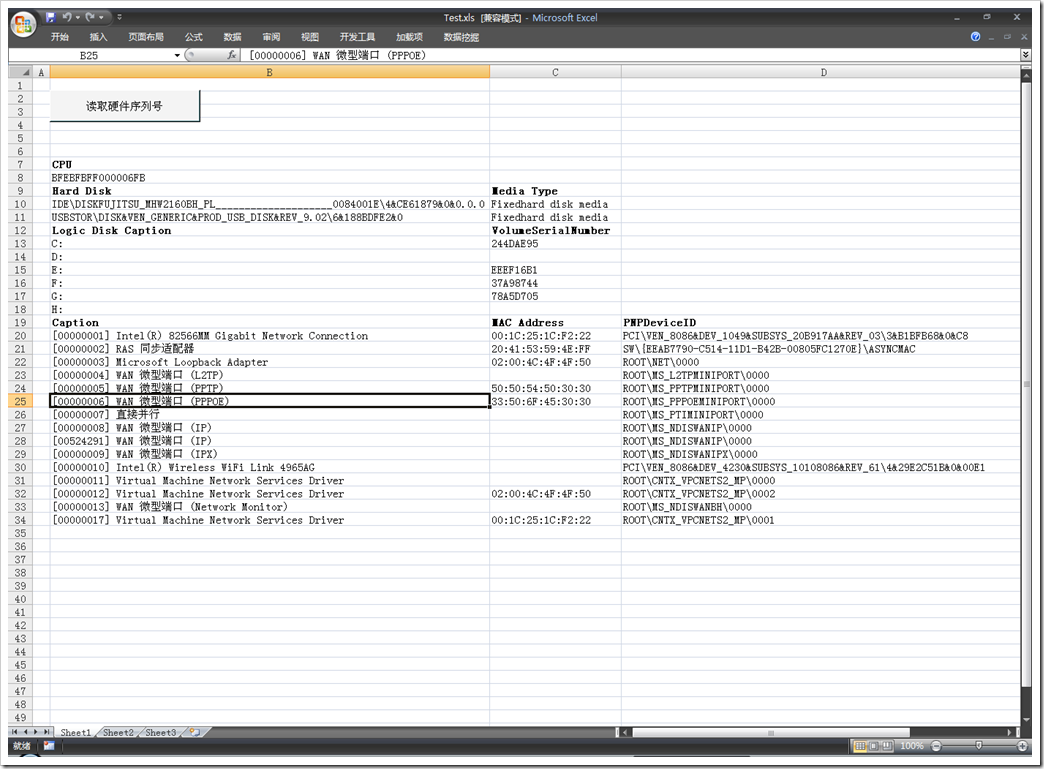 Test.xls [兼容模式] - Microsoft Excel
开始 插入 页面布局 公式 数据 审阅 视图 开发工具 加载项 数据挖掘
B25 fx [00000006] WAN 微型端口 (PPPOE)
A B C D
1
2
读取硬件序列号
3
4
5
6
7 CPU
8 BFEBFBFF000006FB
9 Hard Disk Media Type
10 IDE\DISKFUJITSU_MHW2160BH_PL____________________0084001E\4&CE61879&0&0.0.0 Fixedhard disk media
11 USBSTOR\DISK&VEN_GENERIC&PROD_USB_DISK&REV_9.02\6&188BDFE2&0 Fixedhard disk media
12 Logic Disk Caption VolumeSerialNumber
13 C: 244DAE95
14 D:
15 E: EEEF16B1
16 F: 37A98744
17 G: 78A5D705
18 H:
19 Caption MAC Address PNPDeviceID
20 [00000001] Intel(R) 82566MM Gigabit Network Connection 00:1C:25:1C:F2:22 PCI\VEN_8086&DEV_1049&SUBSYS_20B917AA&REV_03\3&B1BFB68&0&C8
21 [00000002] RAS 同步适配器 20:41:53:59:4E:FF SW\{EEAB7790-C514-11D1-B42B-00805FC1270E}\ASYNCMAC
22 [00000003] Microsoft Loopback Adapter 02:00:4C:4F:4F:50 ROOT\NET\0000
23 [00000004] WAN 微型端口 (L2TP) ROOT\MS_L2TPMINIPORT\0000
24 [00000005] WAN 微型端口 (PPTP) 50:50:54:50:30:30 ROOT\MS_PPTPMINIPORT\0000
25 [00000006] WAN 微型端口 (PPPOE) 33:50:6F:45:30:30 ROOT\MS_PPPOEMINIPORT\0000
26 [00000007] 直接并行 ROOT\MS_PTIMINIPORT\0000
27 [00000008] WAN 微型端口 (IP) ROOT\MS_NDISWANIP\0000
28 [00524291] WAN 微型端口 (IP) ROOT\MS_NDISWANIP\0000
29 [00000009] WAN 微型端口 (IPX) ROOT\MS_NDISWANIPX\0000
30 [00000010] Intel(R) Wireless WiFi Link 4965AG PCI\VEN_8086&DEV_4230&SUBSYS_10108086&REV_61\4&29E2C51B&0&00E1
31 [00000011] Virtual Machine Network Services Driver ROOT\CNTX_VPCNETS2_MP\0000
32 [00000012] Virtual Machine Network Services Driver 02:00:4C:4F:4F:50 ROOT\CNTX_VPCNETS2_MP\0002
33 [00000013] WAN 微型端口 (Network Monitor) ROOT\MS_NDISWANBH\0000
34 [00000017] Virtual Machine Network Services Driver 00:1C:25:1C:F2:22 ROOT\CNTX_VPCNETS2_MP\0001
35
36
37
38
39
40
41
42
43
44
45
46
47
48
49
Sheet1 Sheet2 Sheet3
就绪 100%